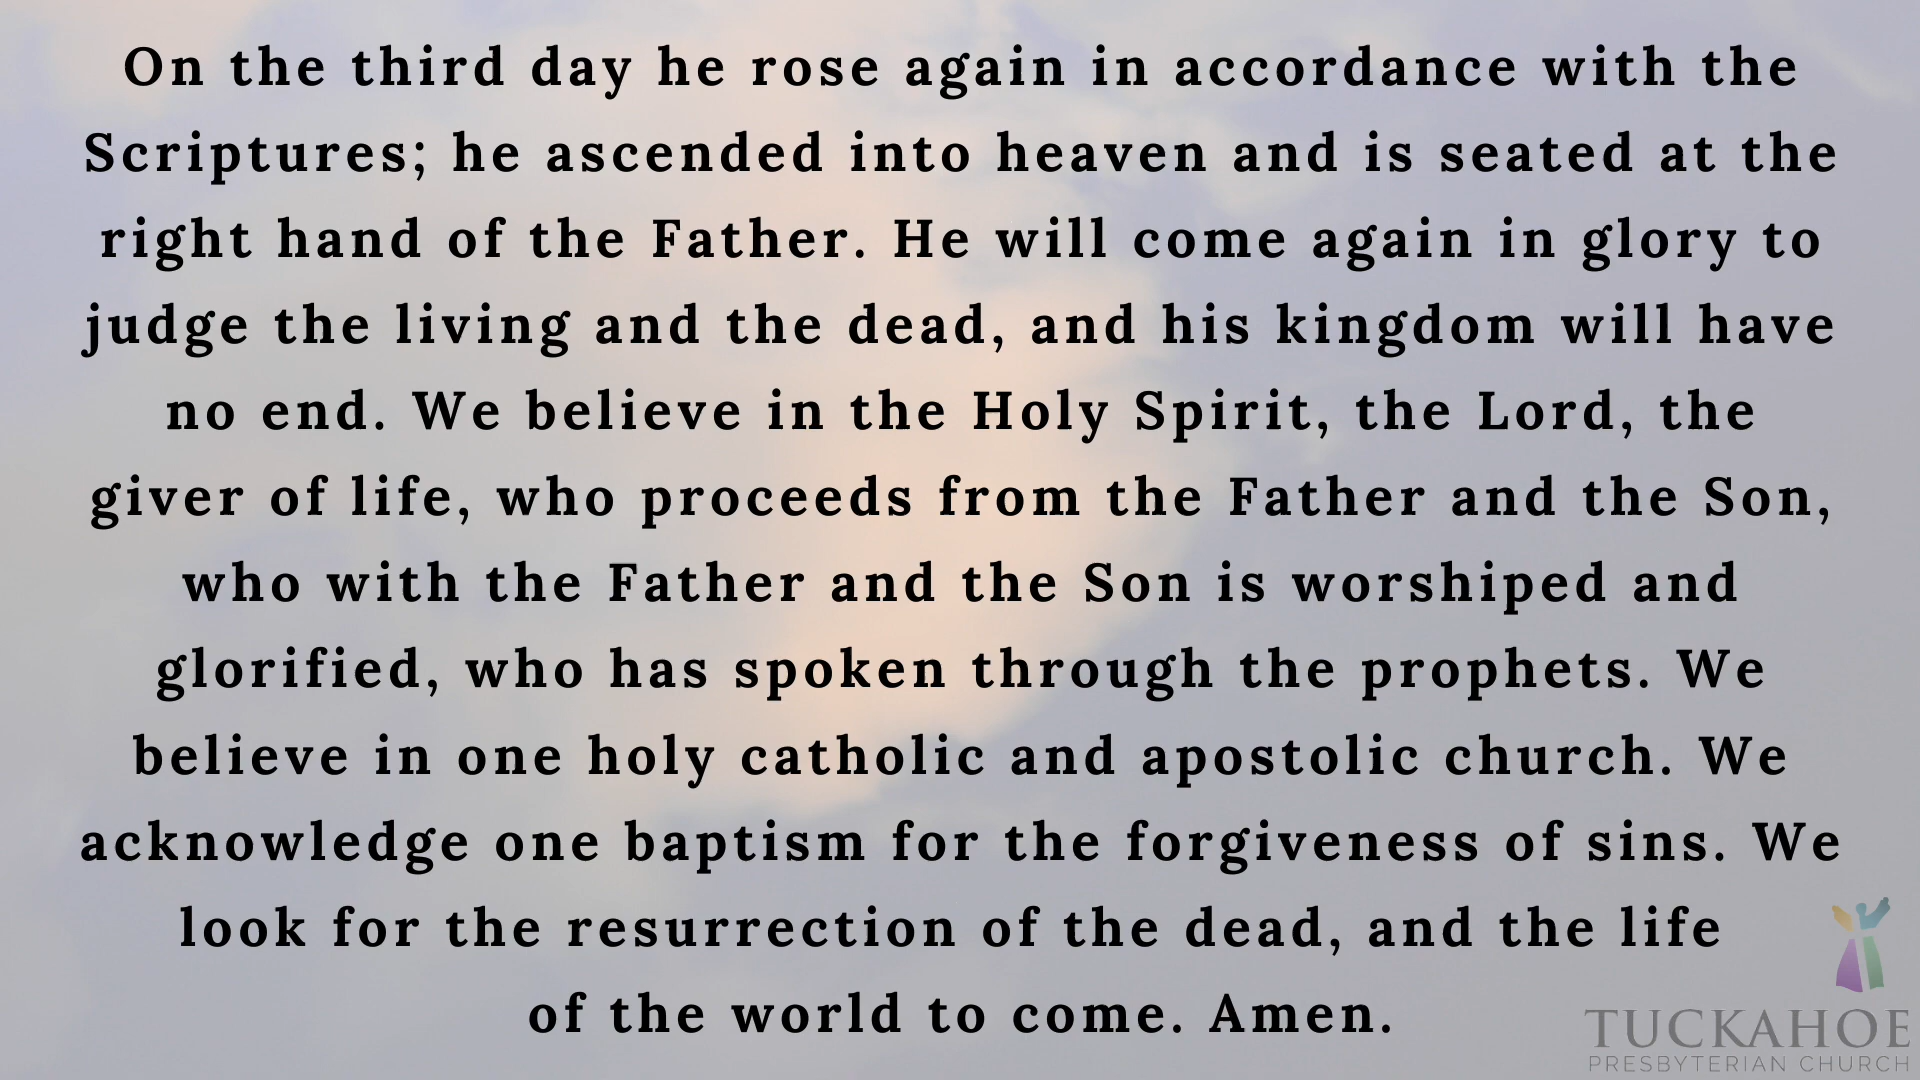 On the third day he rose again in accordance with the
Scriptures; he ascended into heaven and is seated at the
right hand of the Father. He will come again in glory to
judge the living and the dead, and his kingdom will have
no end. We believe in the Holy Spirit, the Lord, the
giver of life, who proceeds from the Father and the Son,
who with the Father and the Son is worshiped and
glorified, who has spoken through the prophets. We
believe in one holy catholic and apostolic church. We
acknowledge one baptism for the forgiveness of sins. We
look for the resurrection of the dead, and the life
of the world to come. Amen.
TUCKAHOE
PRESBYTERIAN CHURCH